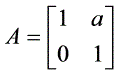 A = [1 a
0 1]